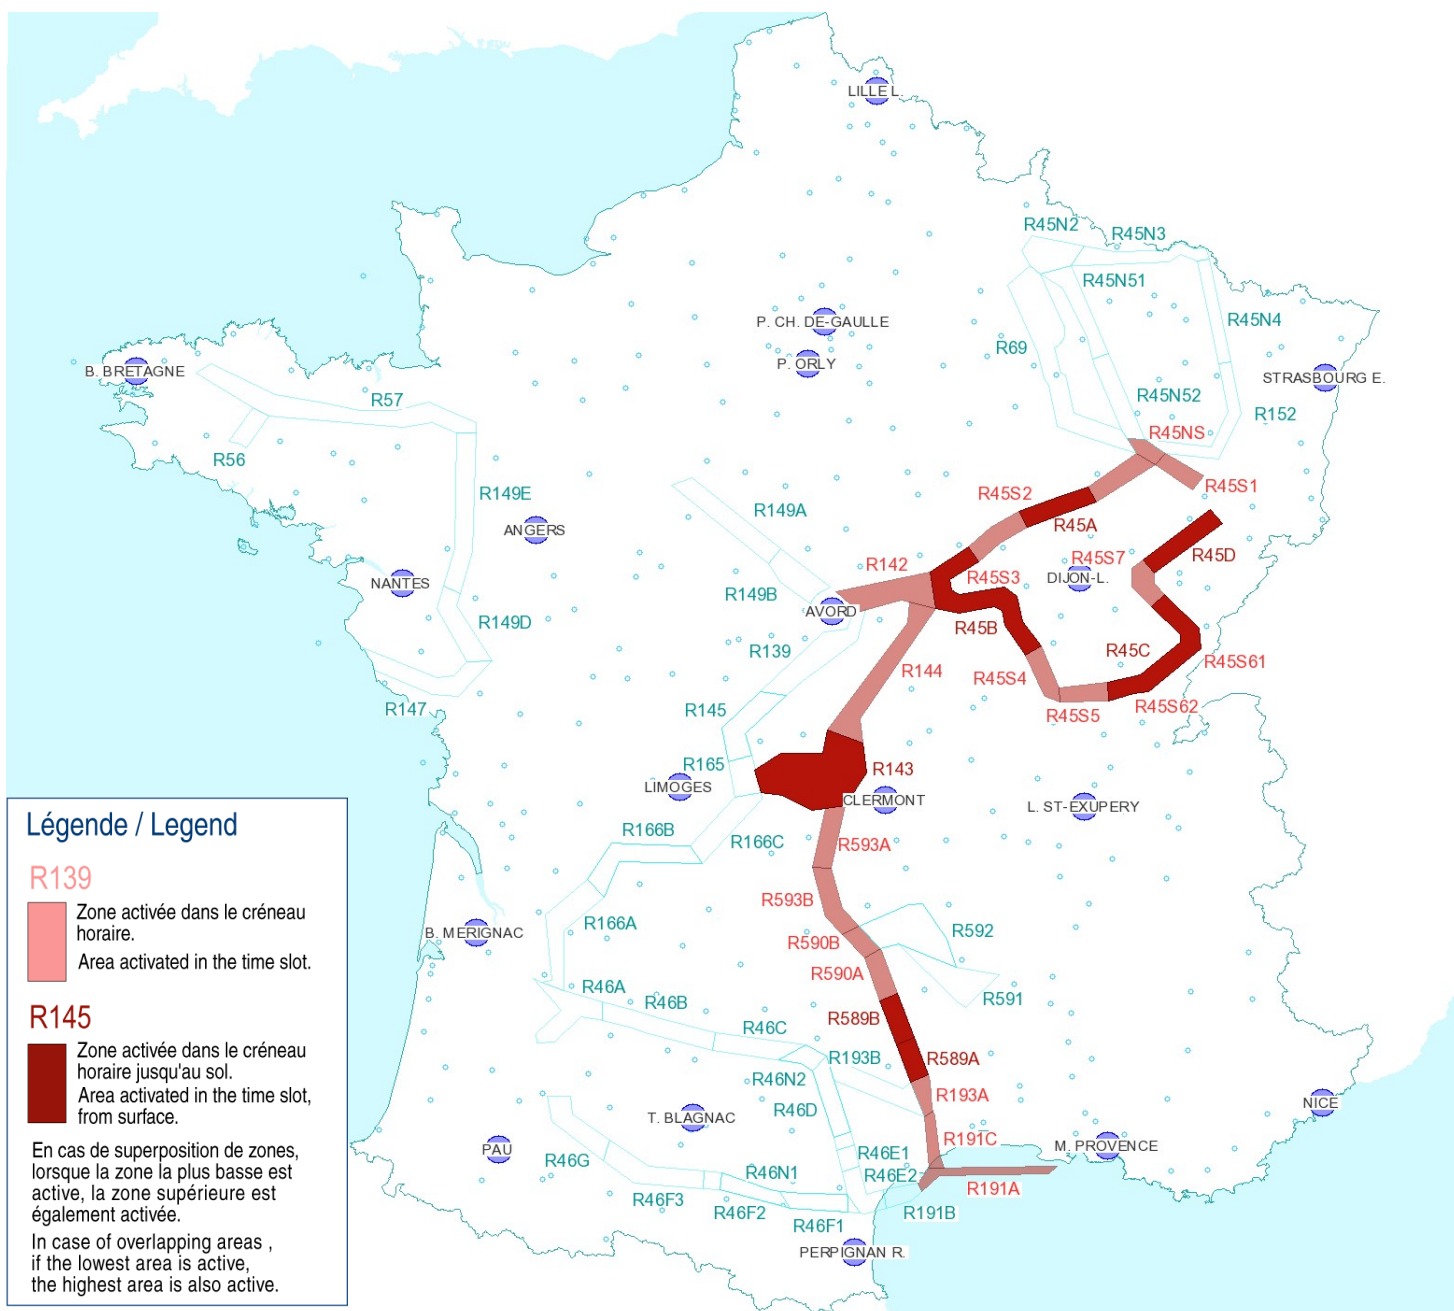 LILLE L.
R45N2
R45N3
R45N51
P. CH. DE-GAULLE
R45N4
R69
P. ORLY
B. BRETAGNE
STRASBOURG E.
R57
R45N52
R152
R45NS
R56
R45S1
R149E
R45S2
R149A
R45A
ANGERS
R45S7
R45D
R142
R45S3
DIJON-L.
NANTES
R149B
AVORD
R149D
R45B
R139
R45C
R45S61
R144
R45S4
R147
R145
R45S5
R45S62
R165
R143
LIMOGES
CLERMONT
L. ST-EXUPERY
R166B
R166C
R593A
R593B
R166A
B. MERIGNAC
R592
R590B
R590A
R46A
R46B
R591
R589B
R46C
R193B
R589A
R46N2
R193A
R46D
NICE
T. BLAGNAC
R191C
M. PROVENCE
PAU
R46E1
R46G
R46N1
R46E2
R191A
R46F3
R46F2
R191B
R46F1
PERPIGNAN R.
Légende / Legend
R139
Zone activée dans le créneau
horaire.
Area activated in the time slot.
R145
Zone activée dans le créneau
horaire jusqu'au sol.
Area activated in the time slot,
from surface.
En cas de superposition de zones,
lorsque la zone la plus basse est
active, la zone supérieure est
également activée.
In case of overlapping areas ,
if the lowest area is active,
the highest area is also active.